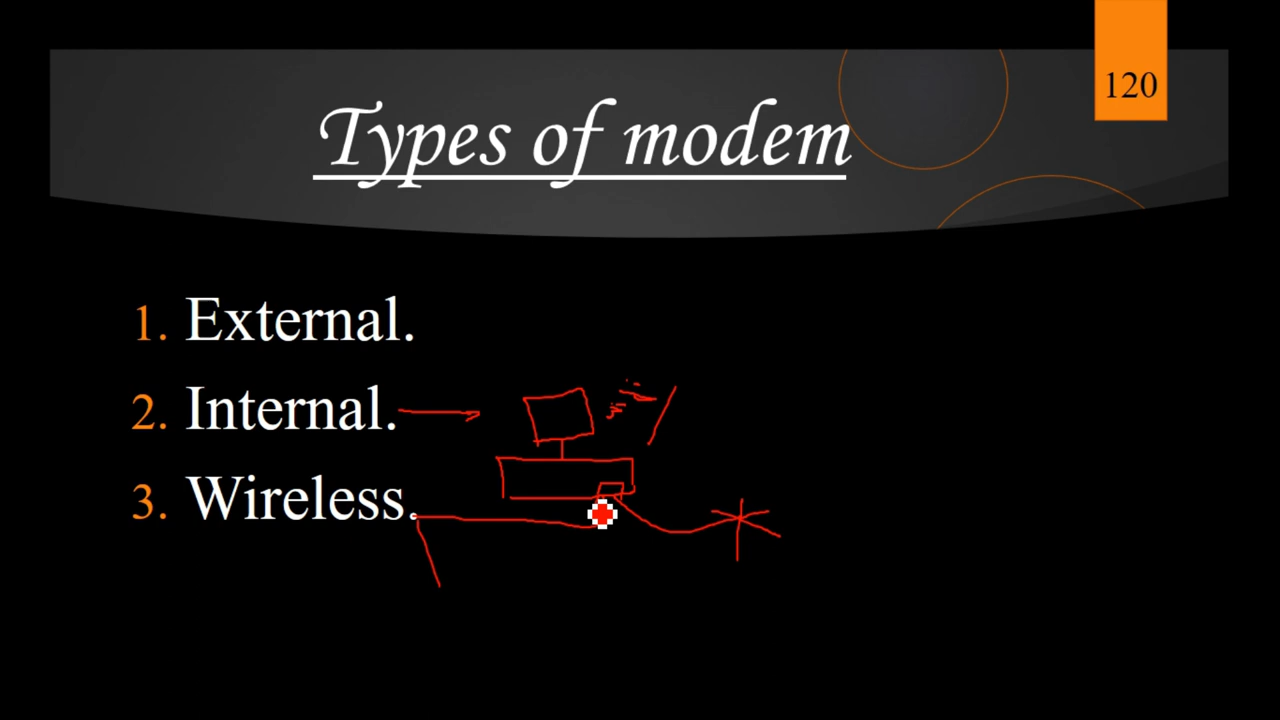 120
Types of modem
1. External.
2. Internal.
3. Wireless.